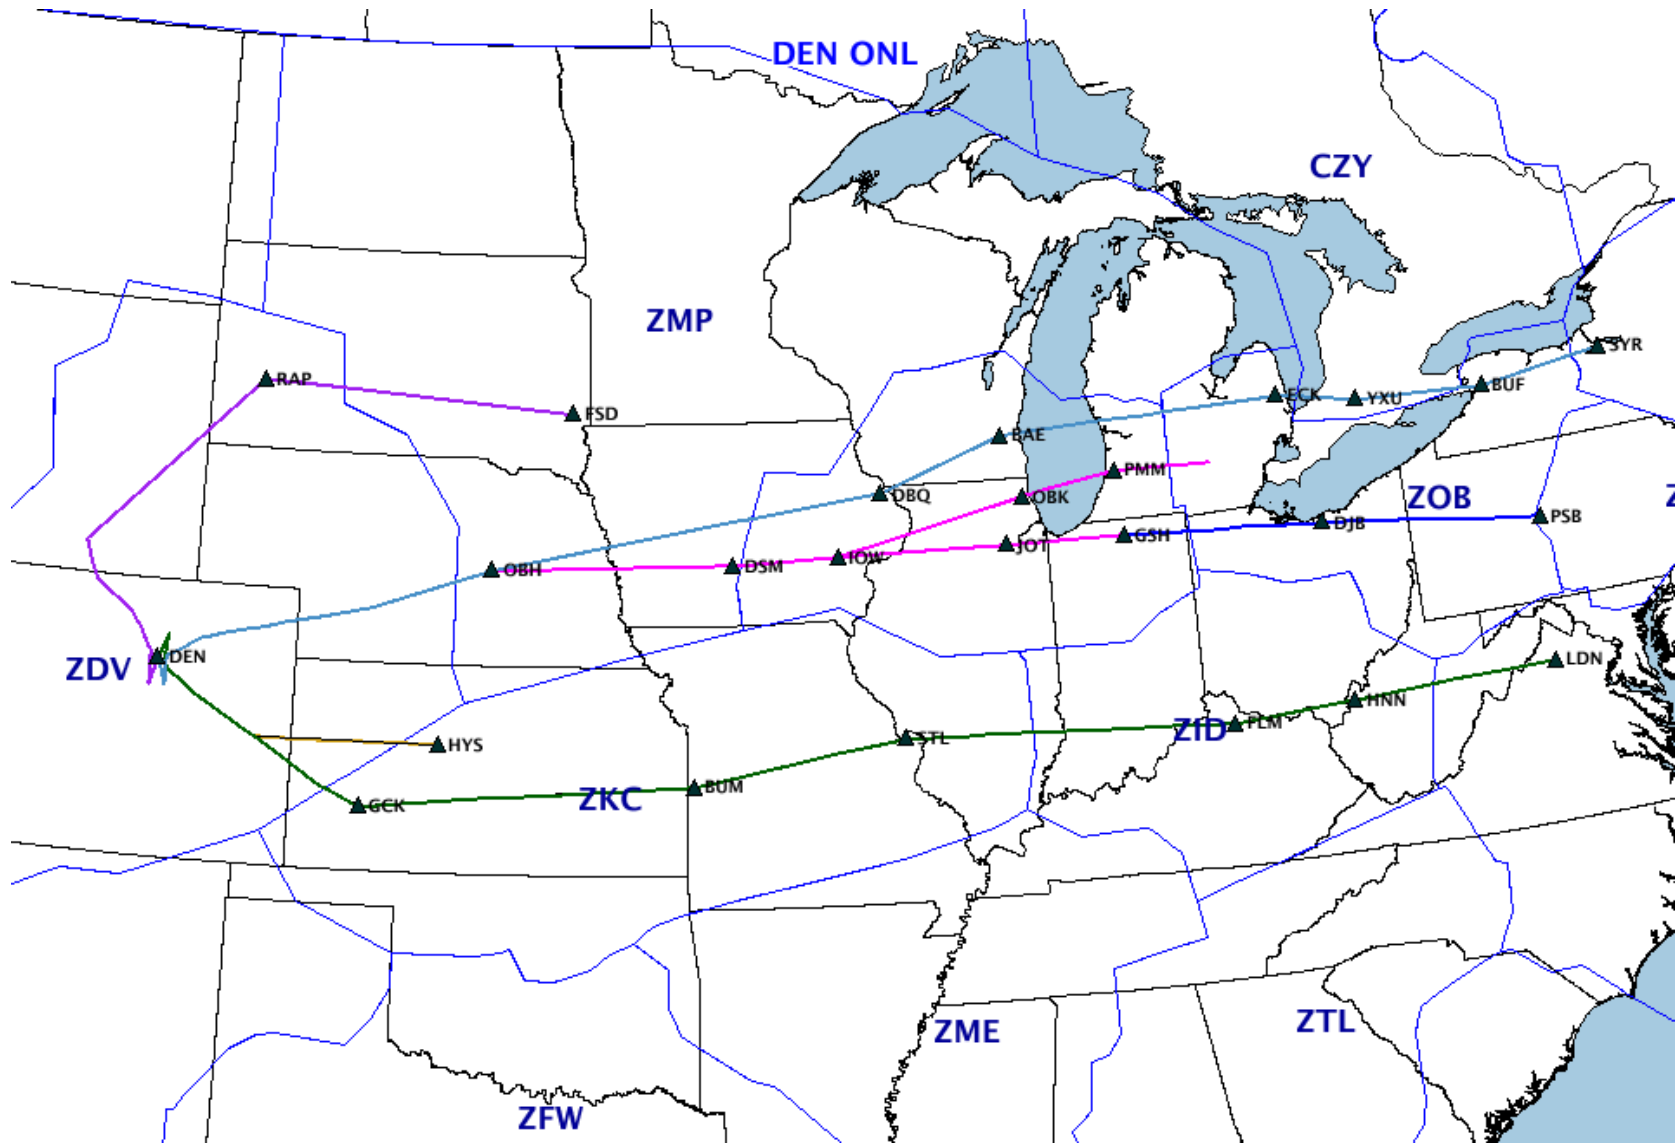 DEN ONL
CZY
ZMP
SYR
RAP
BUF
ECK
YXU
FSD
BAE
PMM
DBQ
OBK
ZOB
Z
PSB
DJB
GSH
JOT
IOW
DSM
OBH
DEN
ZDV
LDN
HNN
FLM
ZID
STL
HYS
BUM
ZKC
GCK
ZTL
ZME
ZFW